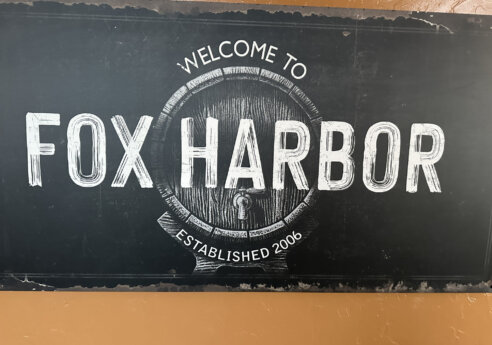 WELCOME TO
FOX HARBOR
ESTABLISHED 2006